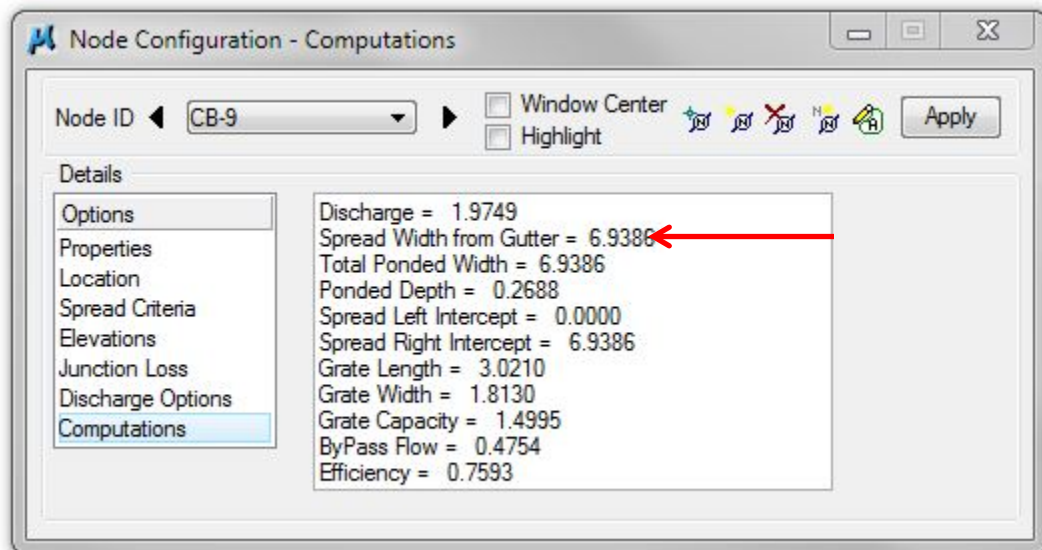 Node Configuration - Computations
Node ID CB-9 Window Center Apply
Highlight
Details
Options
Properties
Location
Spread Criteria
Elevations
Junction Loss
Discharge Options
Computations
Discharge = 1.9749
Spread Width from Gutter = 6.9386
Total Ponded Width = 6.9386
Ponded Depth = 0.2688
Spread Left Intercept = 0.0000
Spread Right Intercept = 6.9386
Grate Length = 3.0210
Grate Width = 1.8130
Grate Capacity = 1.4995
ByPass Flow = 0.4754
Efficiency = 0.7593